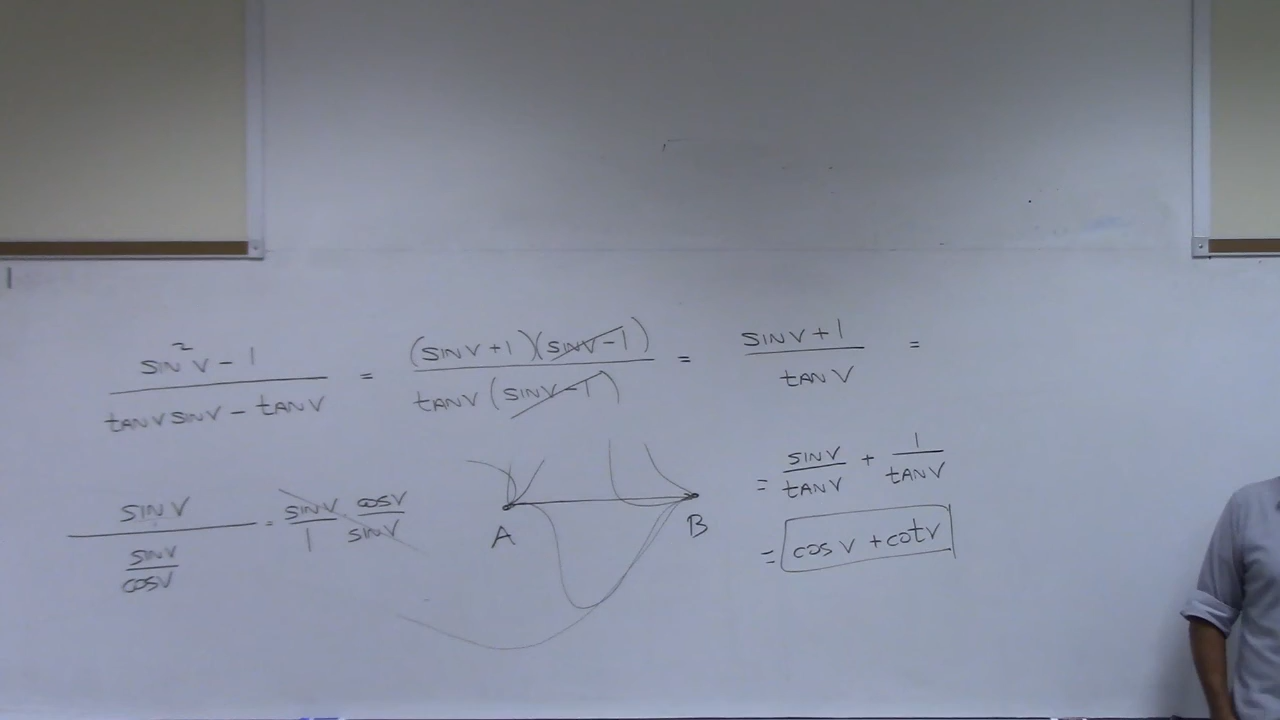 sin²v - 1 / tanv sinv - tanv = (sinv + 1)(sinv - 1) / tanv (sinv - 1) = sinv + 1 / tanv =
= sinv / tanv + 1 / tanv
= cosv + cotv
sinv / sinv / cosv = sinv / 1 cosv / sinv
A B